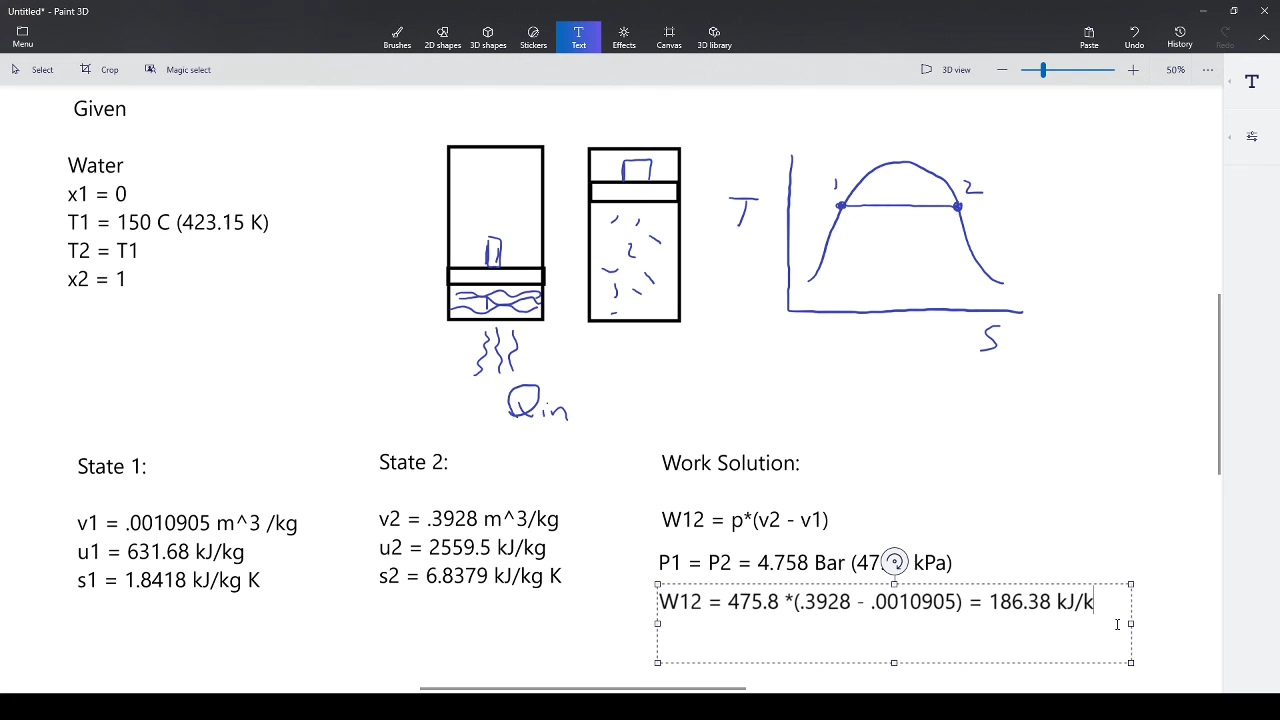 Untitled* - Paint 3D
Menu
Brushes
2D shapes
3D shapes
Stickers
Text
Effects
Canvas
3D library
Paste
Undo
History
Redo
Select
Crop
Magic select
3D view
50%
T
Given
Water
x1 = 0
T1 = 150 C (423.15 K)
T2 = T1
x2 = 1
1
2
T
1
2
S
Qin
State 1:
v1 = .0010905 m^3 /kg
u1 = 631.68 kJ/kg
s1 = 1.8418 kJ/kg K
State 2:
v2 = .3928 m^3/kg
u2 = 2559.5 kJ/kg
s2 = 6.8379 kJ/kg K
Work Solution:
W12 = p*(v2 - v1)
P1 = P2 = 4.758 Bar (47 kPa)
W12 = 475.8 *(.3928 - .0010905) = 186.38 kJ/k